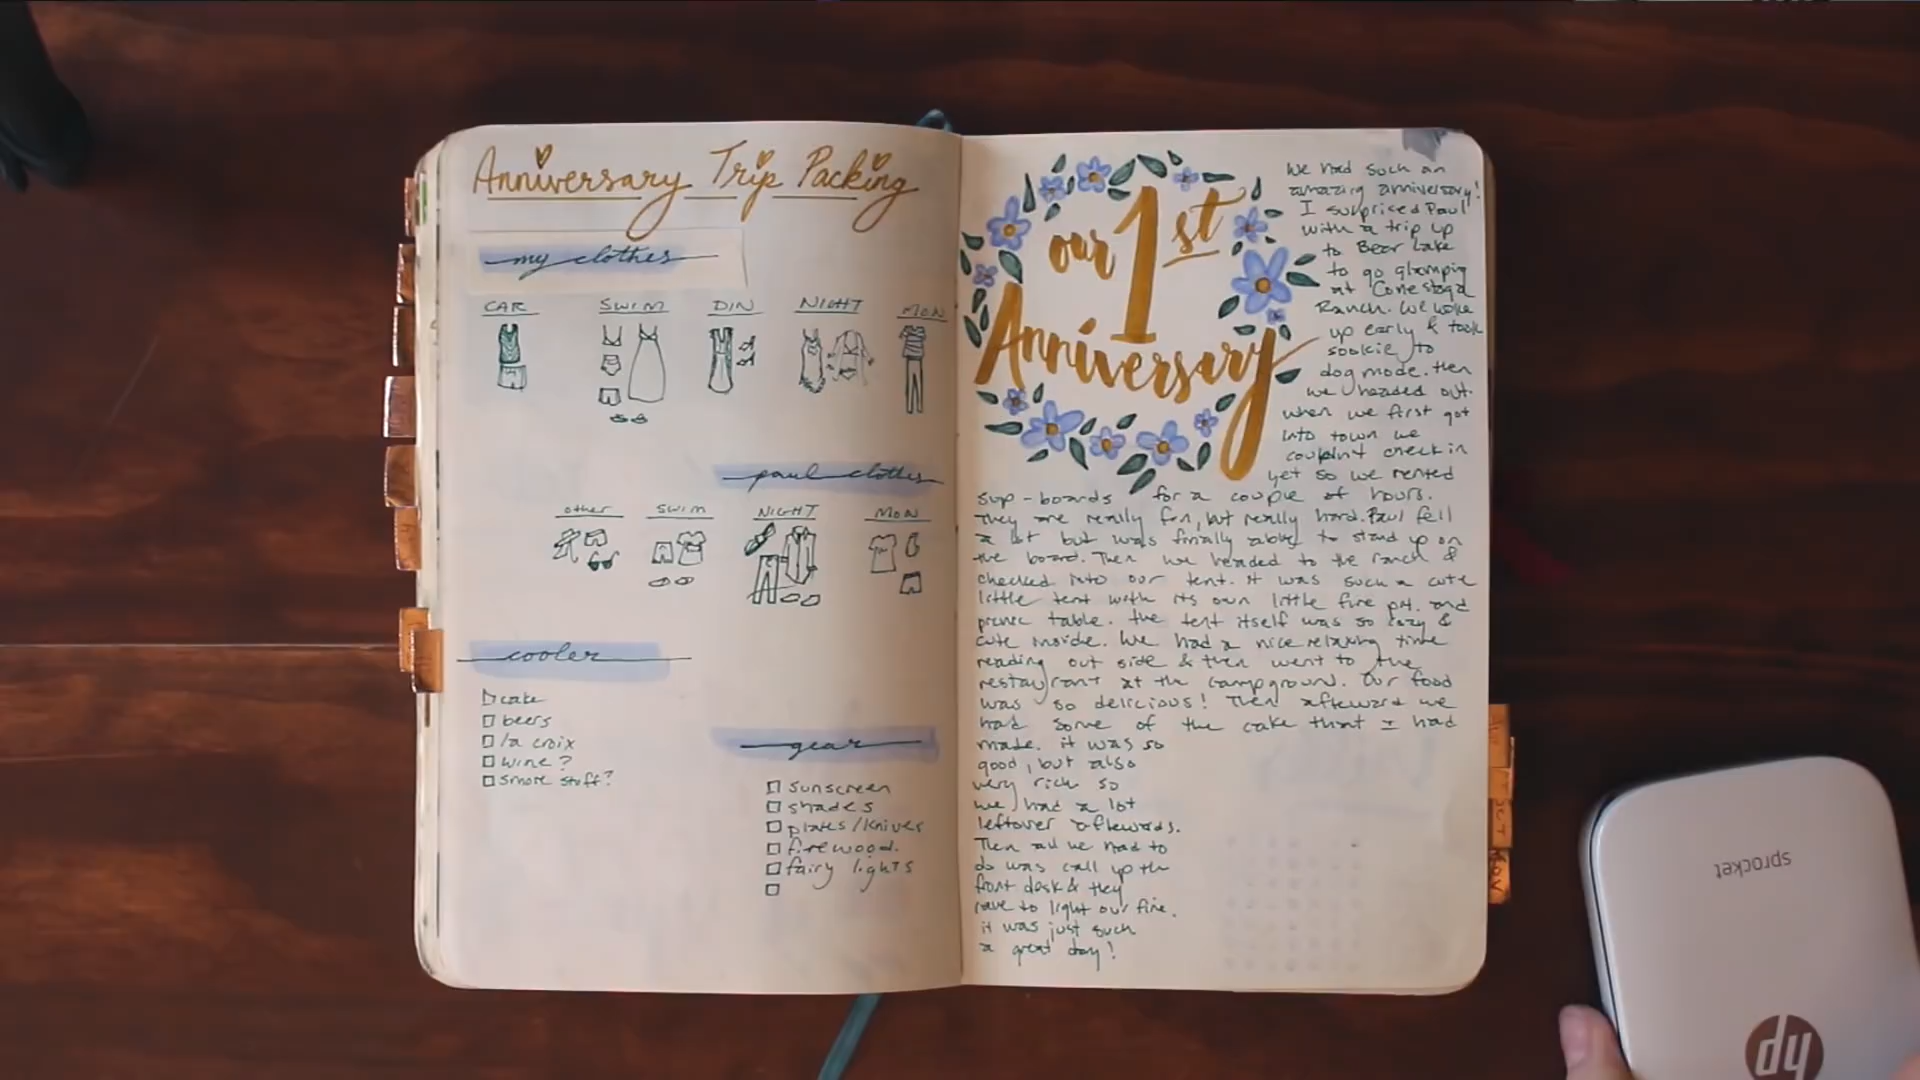 Anniversary Trip Packing
my clothes
CAR SWIM DIN NIGHT MON
paul clothes
other SWIM NIGHT MON
cooler
cake
beers
la croix
wine?
smore stuff?
gear
sunscreen
shades
plates/knives
firewood.
fairy lights
our 1st
Anniversary
We had such an
amazing anniversary!
I surprised Paul
with a trip up
to Bear Lake
to go glamping
at Conestoga
Ranch. We woke
up early & took
sookie to
dogmode. then
we headed out.
when we first got
into town we
couldn't check in
yet so we rented
sup-boards for a couple of hours.
They are really fun, but really hard. Paul fell
a lot but was finally able to stand up on
the board. Then we headed to the ranch &
checked into our tent. it was such a cute
little tent with its own little fire pit. and
picnic table. the tent itself was so cozy &
cute inside. We had a nice relaxing time
reading out side & then went to the
restaurant at the campground. Our food
was so delicious! Then afterward we
had some of the cake that I had
made. it was so
good, but also
very rich so
we had a lot
leftover afterwards.
Then all we had to
do was call up the
front desk & they
to light our fire.
it was just such
a great day!
OCT
NOV
sprocket
hp